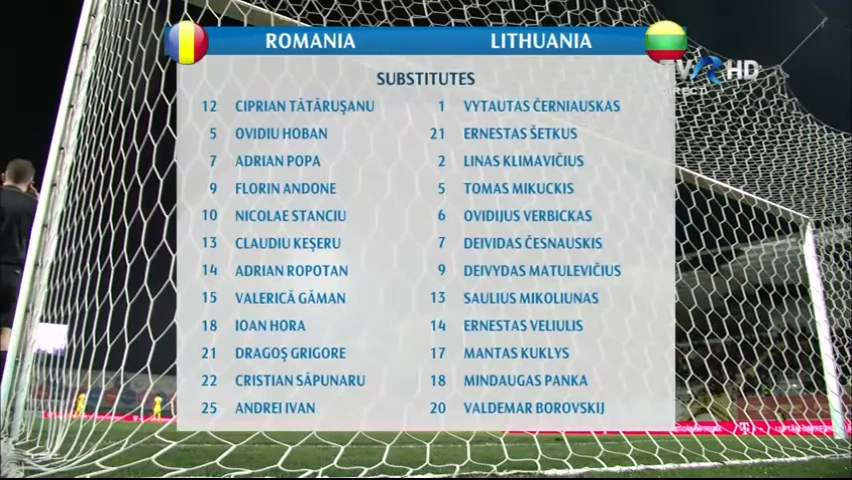 ROMANIA LITHUANIA
TVR HD
DIRECT
SUBSTITUTES
12 CIPRIAN TĂTĂRUŞANU 1 VYTAUTAS ČERNIAUSKAS
5 OVIDIU HOBAN 21 ERNESTAS ŠETKUS
7 ADRIAN POPA 2 LINAS KLIMAVIČIUS
9 FLORIN ANDONE 5 TOMAS MIKUCKIS
10 NICOLAE STANCIU 6 OVIDIJUS VERBICKAS
13 CLAUDIU KEŞERU 7 DEIVIDAS ČESNAUSKIS
14 ADRIAN ROPOTAN 9 DEIVYDAS MATULEVIČIUS
15 VALERICĂ GĂMAN 13 SAULIUS MIKOLIUNAS
18 IOAN HORA 14 ERNESTAS VELIULIS
21 DRAGOŞ GRIGORE 17 MANTAS KUKLYS
22 CRISTIAN SĂPUNARU 18 MINDAUGAS PANKA
25 ANDREI IVAN 20 VALDEMAR BOROVSKIJ